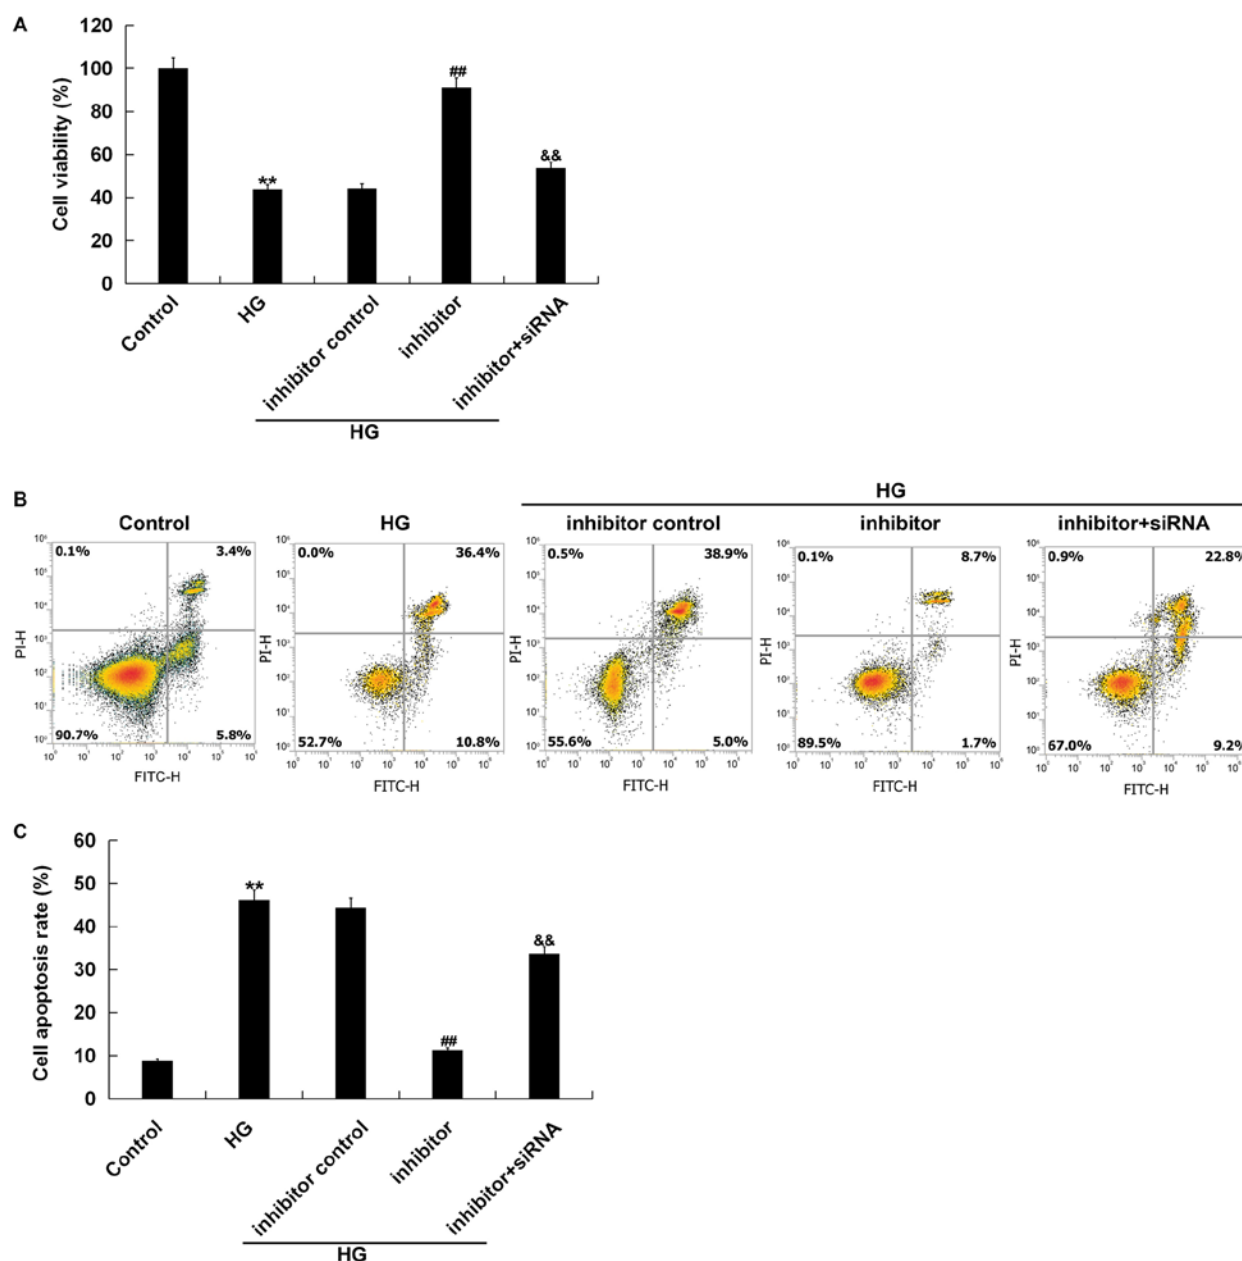 A
120
100
80
60
40
20
0
Cell viability (%)
**
##
&&
Control
HG
inhibitor control
inhibitor
inhibitor+siRNA
HG
B
HG
Control
HG
inhibitor control
inhibitor
inhibitor+siRNA
0.1% 3.4%
90.7% 5.8%
PI-H
FITC-H
0.0% 36.4%
52.7% 10.8%
PI-H
FITC-H
0.5% 38.9%
55.6% 5.0%
PI-H
FITC-H
0.1% 8.7%
89.5% 1.7%
PI-H
FITC-H
0.9% 22.8%
67.0% 9.2%
PI-H
FITC-H
C
60
50
40
30
20
10
0
Cell apoptosis rate (%)
**
##
&&
Control
HG
inhibitor control
inhibitor
inhibitor+siRNA
HG